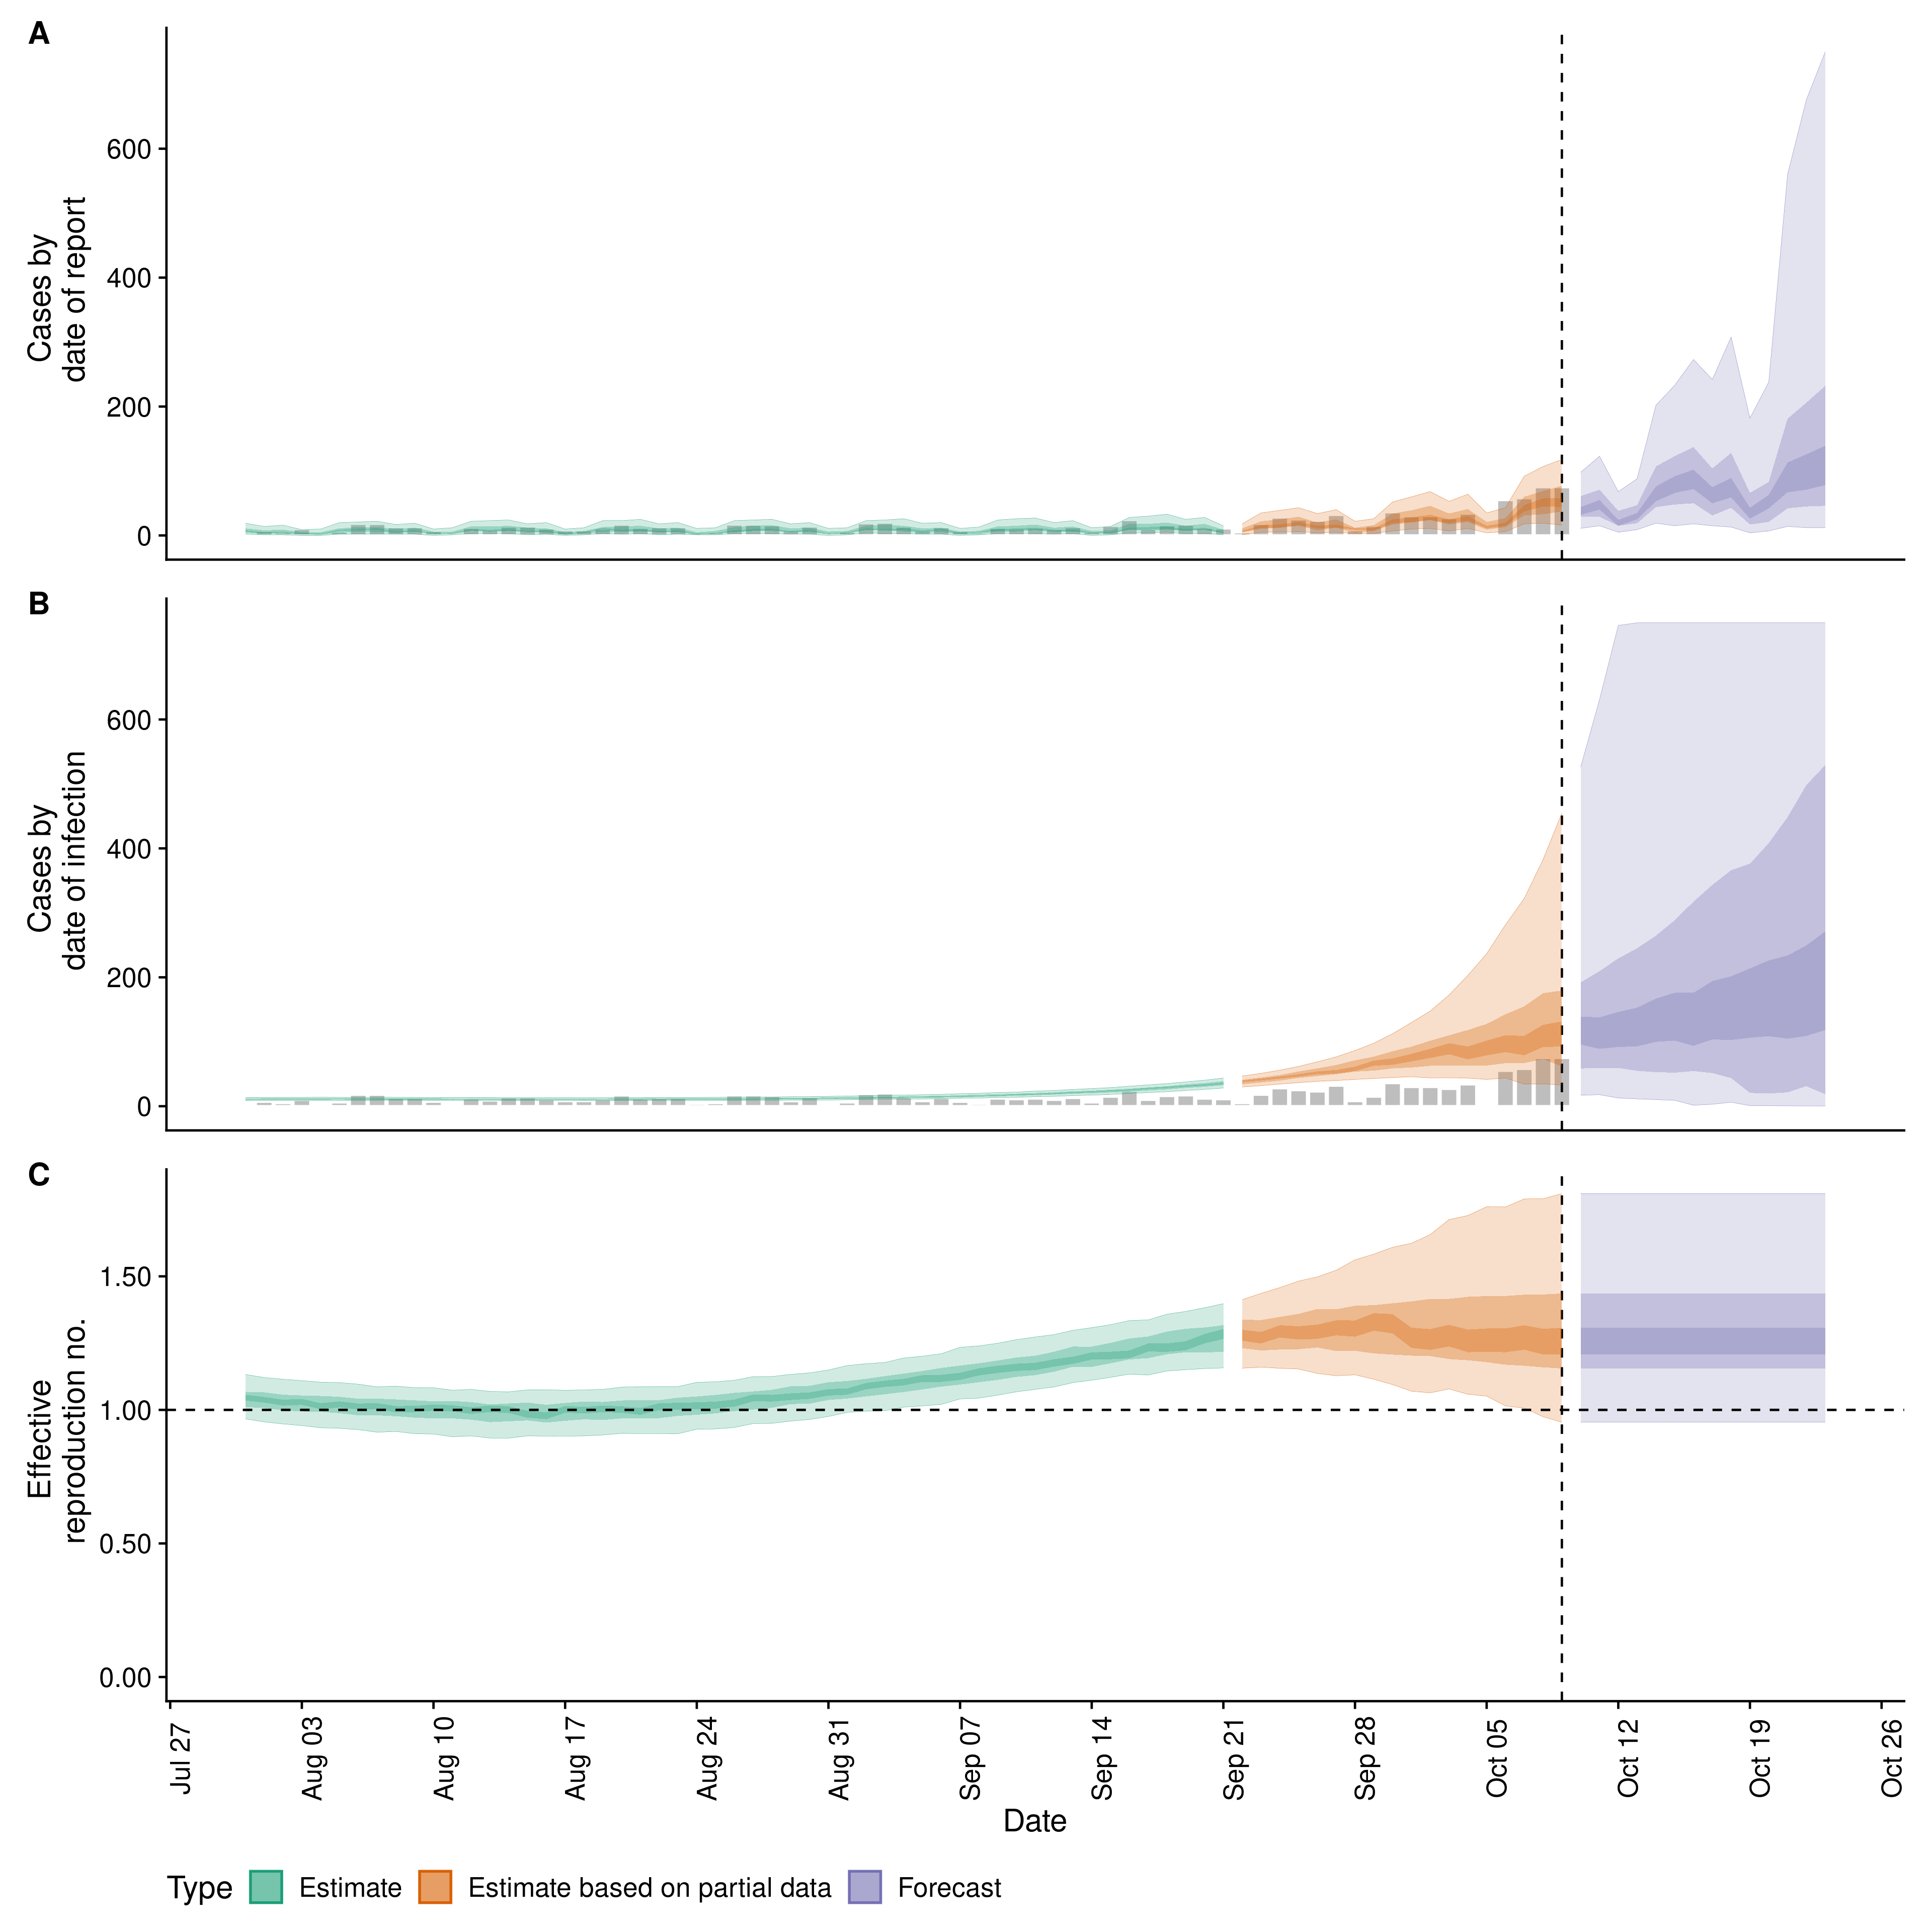 A
Cases by
date of report
600
400
200
0
B
Cases by
date of infection
600
400
200
0
C
Effective
reproduction no.
1.50
1.00
0.50
0.00
Jul 27
Aug 03
Aug 10
Aug 17
Aug 24
Aug 31
Sep 07
Sep 14
Sep 21
Sep 28
Oct 05
Oct 12
Oct 19
Oct 26
Date
Type Estimate Estimate based on partial data Forecast